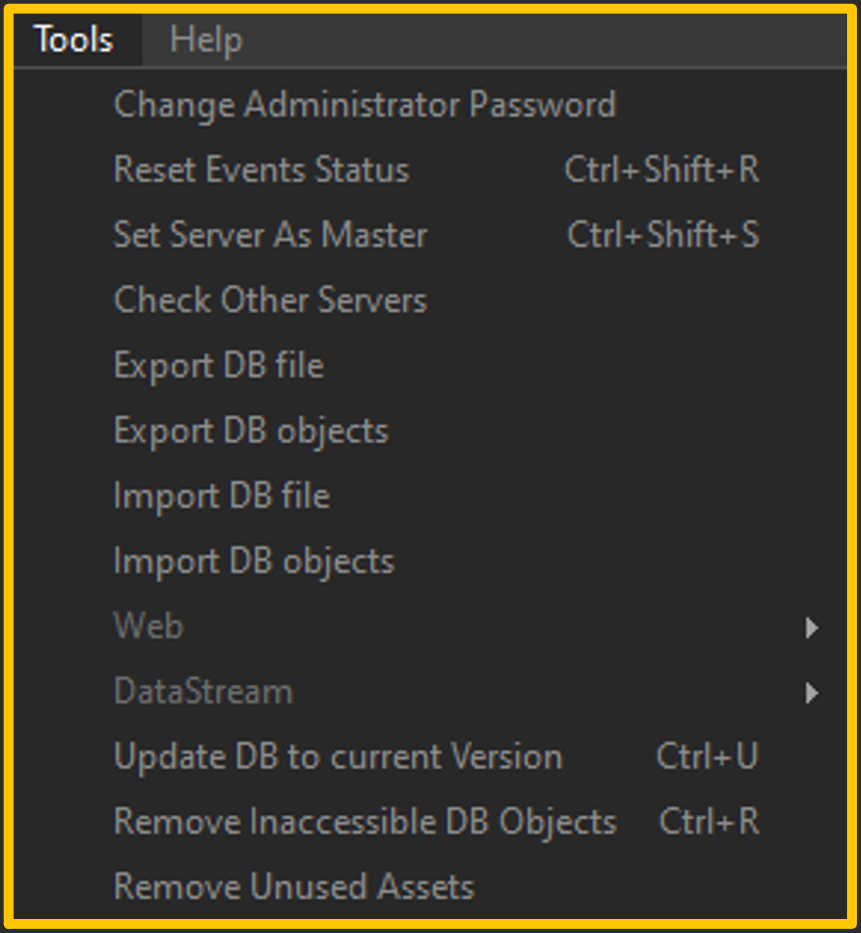 Tools Help
Change Administrator Password
Reset Events Status Ctrl+Shift+R
Set Server As Master Ctrl+Shift+S
Check Other Servers
Export DB file
Export DB objects
Import DB file
Import DB objects
Web
DataStream
Update DB to current Version Ctrl+U
Remove Inaccessible DB Objects Ctrl+R
Remove Unused Assets